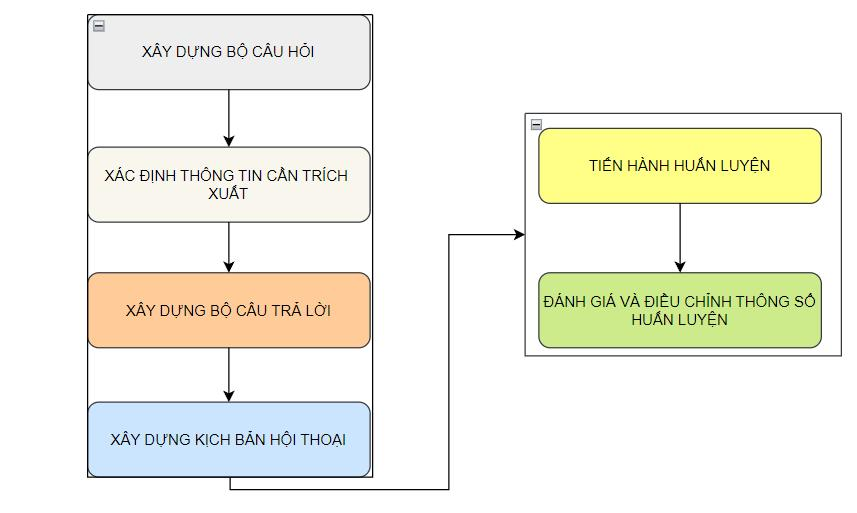 XÂY DỰNG BỘ CÂU HỎI
XÁC ĐỊNH THÔNG TIN CẦN TRÍCH
XUẤT
XÂY DỰNG BỘ CÂU TRẢ LỜI
XÂY DỰNG KỊCH BẢN HỘI THOẠI
TIẾN HÀNH HUẤN LUYỆN
ĐÁNH GIÁ VÀ ĐIỀU CHỈNH THÔNG SỐ
HUẤN LUYỆN